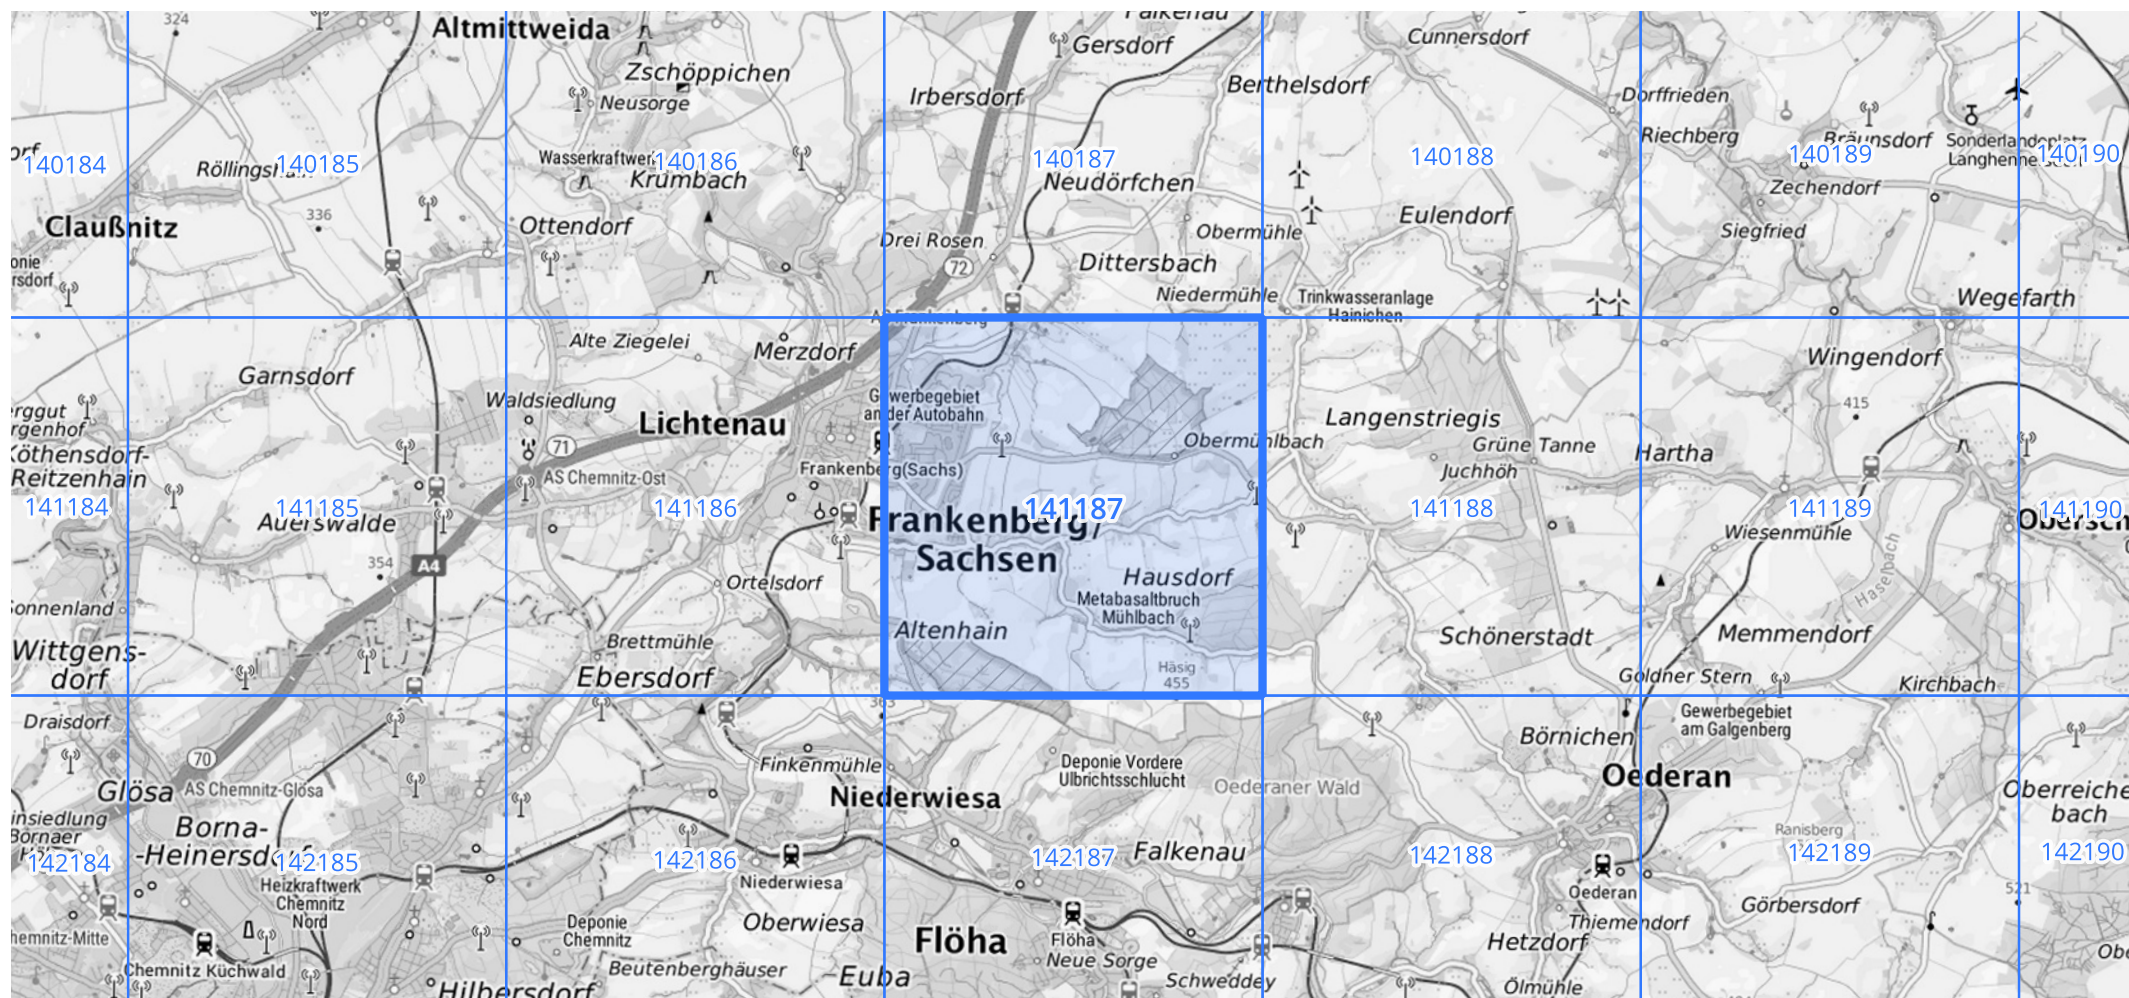 324
Altmittweida
Falkenau
Gersdorf
Cunnersdorf
Zschöppichen
Neusorge
Irbersdorf
Berthelsdorf
Dorffrieden
Riechberg
Bräunsdorf
Sonderlandeplatz
140184
140185
Wasserkraftwerk
140186
Krumbach
140187
Neudörfchen
140188
140189
140190
Zechendorf
336
Claußnitz
Ottendorf
Drei Rosen
Obermühle
Eulendorf
Siegfried
72
Dittersbach
Niedermühle
Trinkwasseranlage
Hainichen
Wegefarth
Garnsdorf
Alte Ziegelei
Merzdorf
Wingendorf
Waldsiedlung
Gewerbegebiet
an der Autobahn
415
Lichtenau
Langenstriegis
71
Obermühlbach
Grüne Tanne
Hartha
Köthensdorf-
Reitzenhain
AS Chemnitz-Ost
Frankenberg(Sachs)
Juchhöh
141184
141185
141186
141187
141188
141189
141190
Auerswalde
Frankenberg/
Sachsen
Wiesenmühle
354
A4
Ortelsdorf
Hausdorf
Metabasaltbruch
Mühlbach
Haselbach
Altenhain
Brettmühle
Schönerstadt
Memmendorf
Wittgens-
dorf
Ebersdorf
Häsig
455
Goldner Stern
Kirchbach
Draisdorf
Gewerbegebiet
am Galgenberg
Börnichen
70
Finkenmühle
Deponie Vordere
Ulbrichtsschlucht
Oederaner Wald
Oederan
Glösa
AS Chemnitz-Glösa
Niederwiesa
Borna-
-Heinersdorf
Ranisberg
142184
142185
142186
142187
Falkenau
142188
142189
142190
Heizkraftwerk
Chemnitz
Nord
Niederwiesa
Oederan
521
Görbersdorf
Deponie
Chemnitz
Oberwiesa
Flöha
Flöha
Thiemendorf
Hetzdorf
Chemnitz Küchwald
Beutenberghäuser
Euba
Neue Sorge
Schweddey
Ölmühle
Hilbersdorf